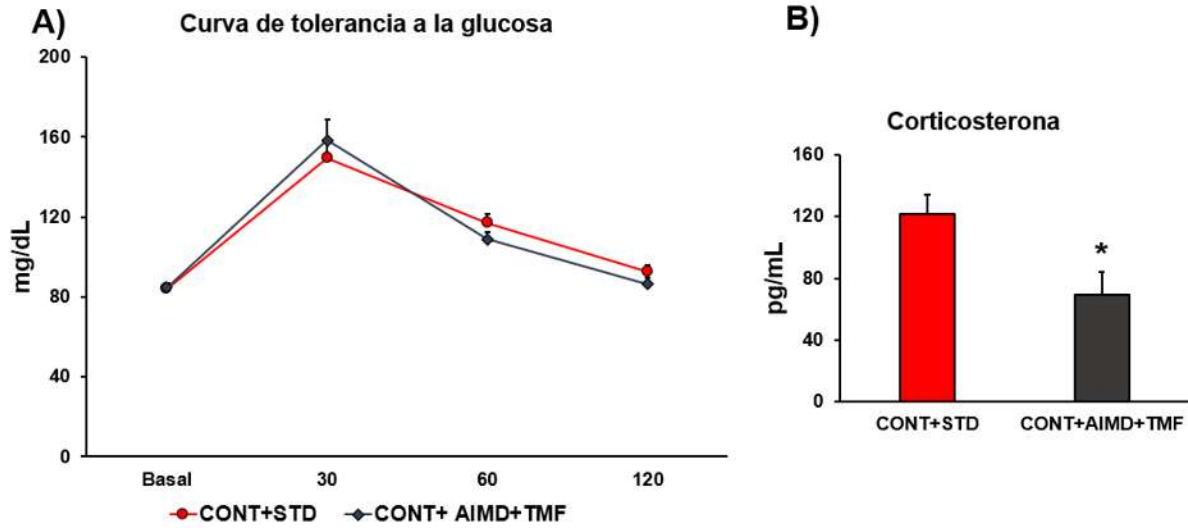 A)
Curva de tolerancia a la glucosa
200
160
120
80
40
0
mg/dL
Basal 30 60 120
CONT+STD CONT+ AIMD+TMF
B)
Corticosterona
160
120
80
40
0
pg/mL
*
CONT+STD CONT+AIMD+TMF